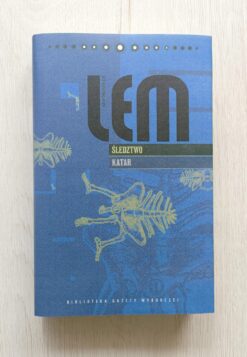 LEM
ŚLEDZTWO
KATAR
BIBLIOTEKA GAZETY WYBORCZEJ